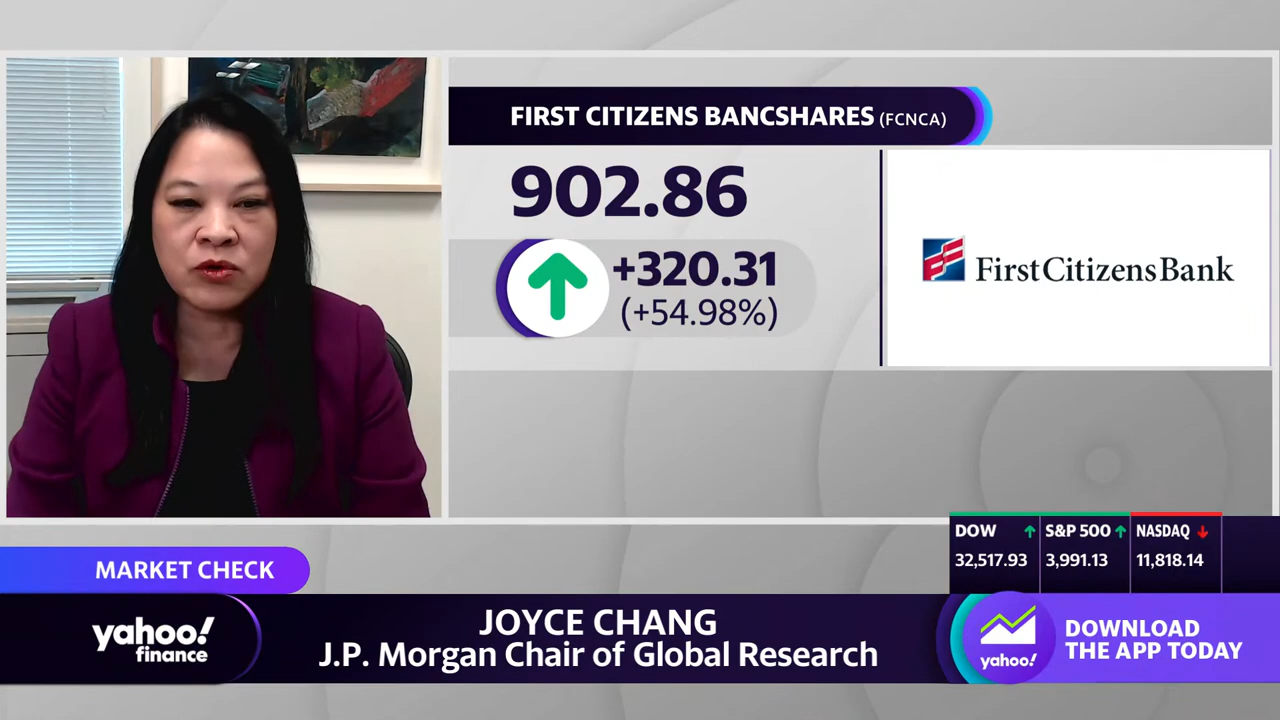 FIRST CITIZENS BANCSHARES (FCNCA)
902.86
+320.31
(+54.98%)
First Citizens Bank
DOW
32,517.93
S&P 500
3,991.13
NASDAQ
11,818.14
MARKET CHECK
yahoo!
finance
JOYCE CHANG
J.P. Morgan Chair of Global Research
yahoo!
DOWNLOAD
THE APP TODAY